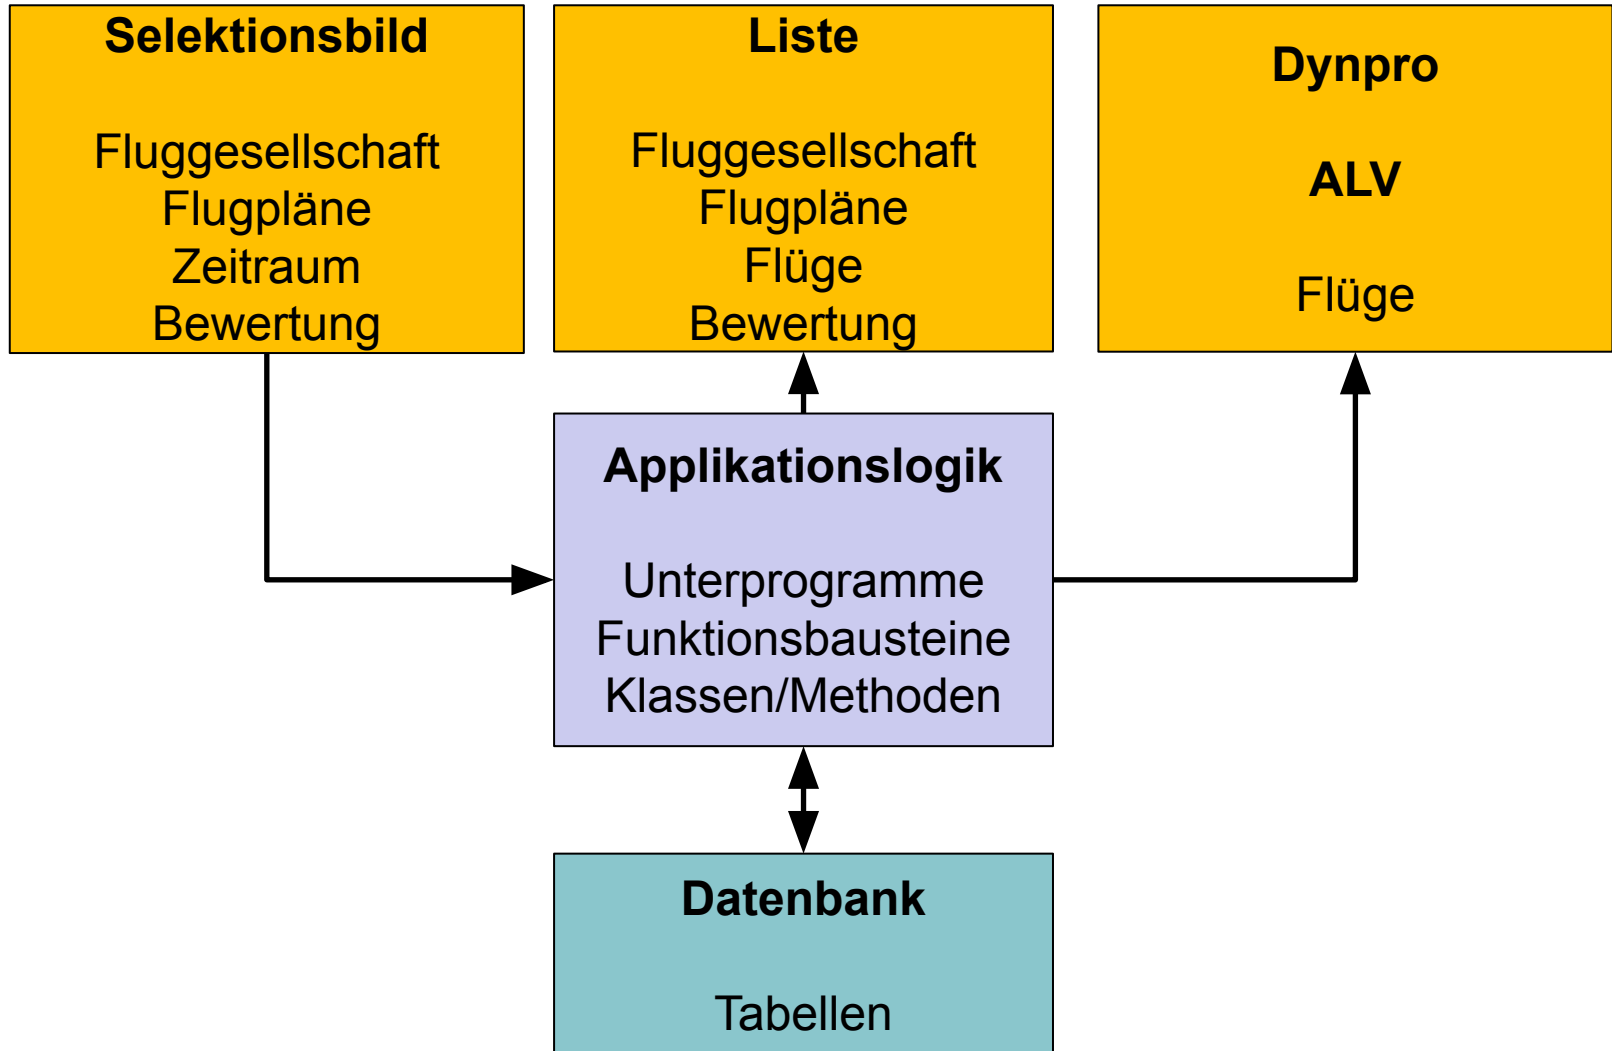 Selektionsbild
Fluggesellschaft
Flugpläne
Zeitraum
Bewertung
Liste
Fluggesellschaft
Flugpläne
Flüge
Bewertung
Dynpro
ALV
Flüge
Applikationslogik
Unterprogramme
Funktionsbausteine
Klassen/Methoden
Datenbank
Tabellen